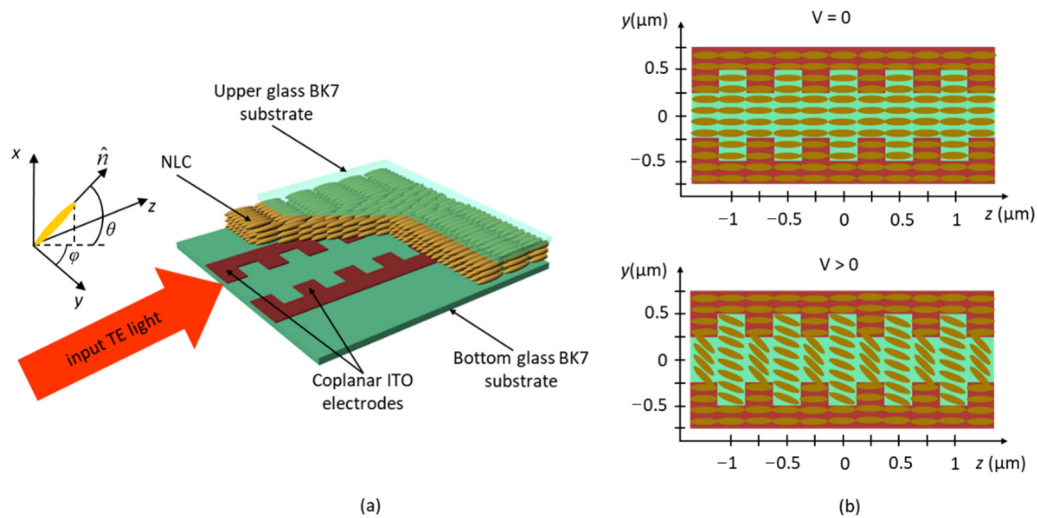 Upper glass BK7
substrate
NLC
x
n̂
z
θ
φ
y
input TE light
Coplanar ITO
electrodes
Bottom glass BK7
substrate
(a)
y(μm)
V = 0
0.5
0
−0.5
−1
−0.5
0
0.5
1
z (μm)
y(μm)
V > 0
0.5
0
−0.5
−1
−0.5
0
0.5
1
z (μm)
(b)